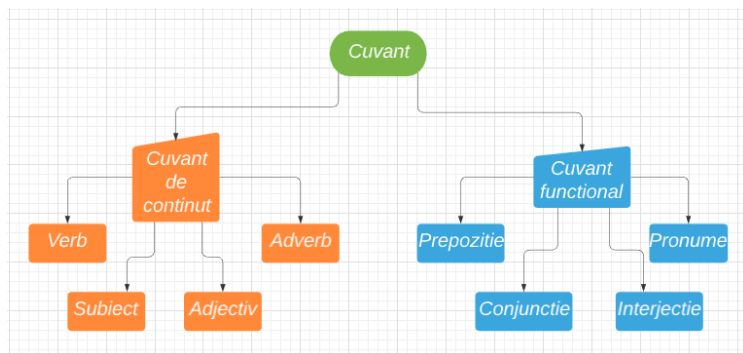 Cuvant
Cuvant
de
continut
Cuvant
functional
Verb
Adverb
Prepozitie
Pronume
Subiect
Adjectiv
Conjunctie
Interjectie